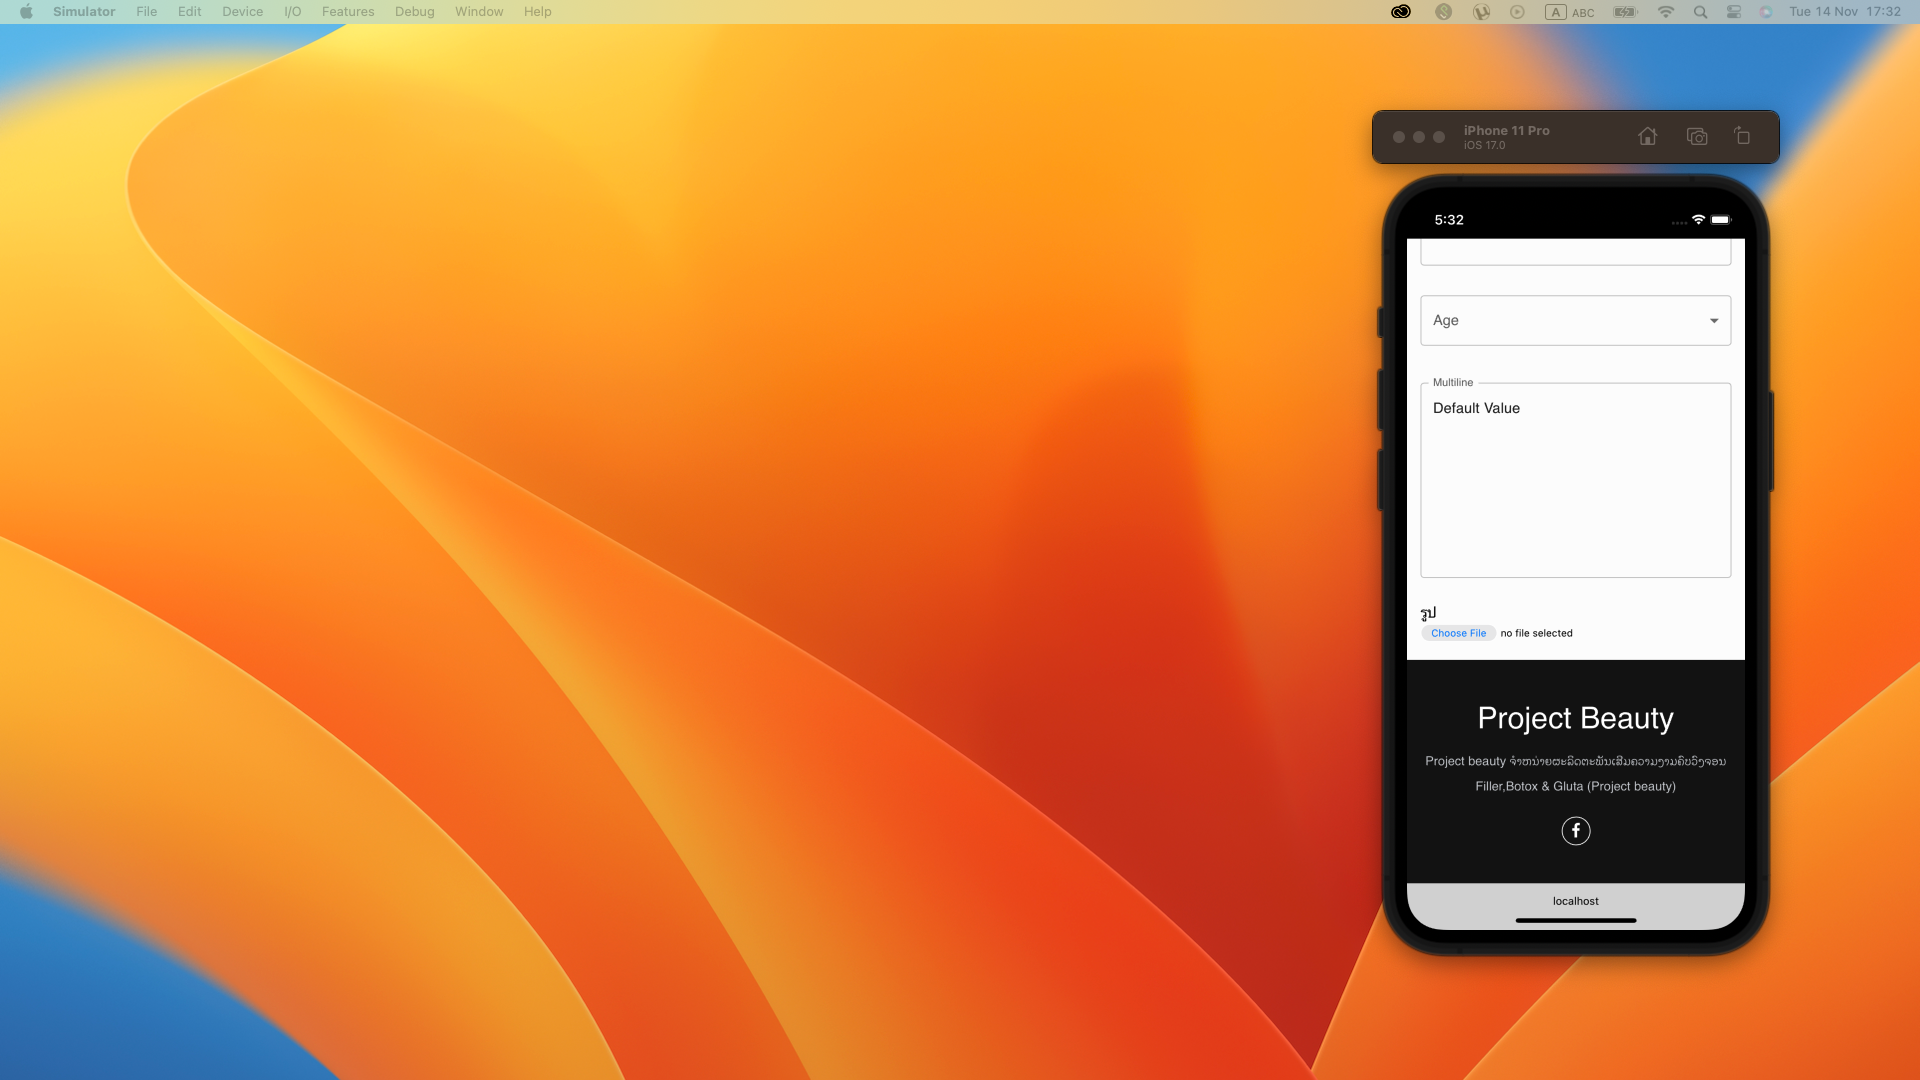 Simulator File Edit Device I/O Features Debug Window Help A ABC Tue 14 Nov 17:32
iPhone 11 Pro
iOS 17.0
5:32
Age
Multiline
Default Value
ຮູປ
Choose File no file selected
Project Beauty
Project beauty ຈຳຫນ່າຍຜະລິດຕະພັນເສີມຄວາມງາມຄົບວົງຈອນ
Filler,Botox & Gluta (Project beauty)
localhost